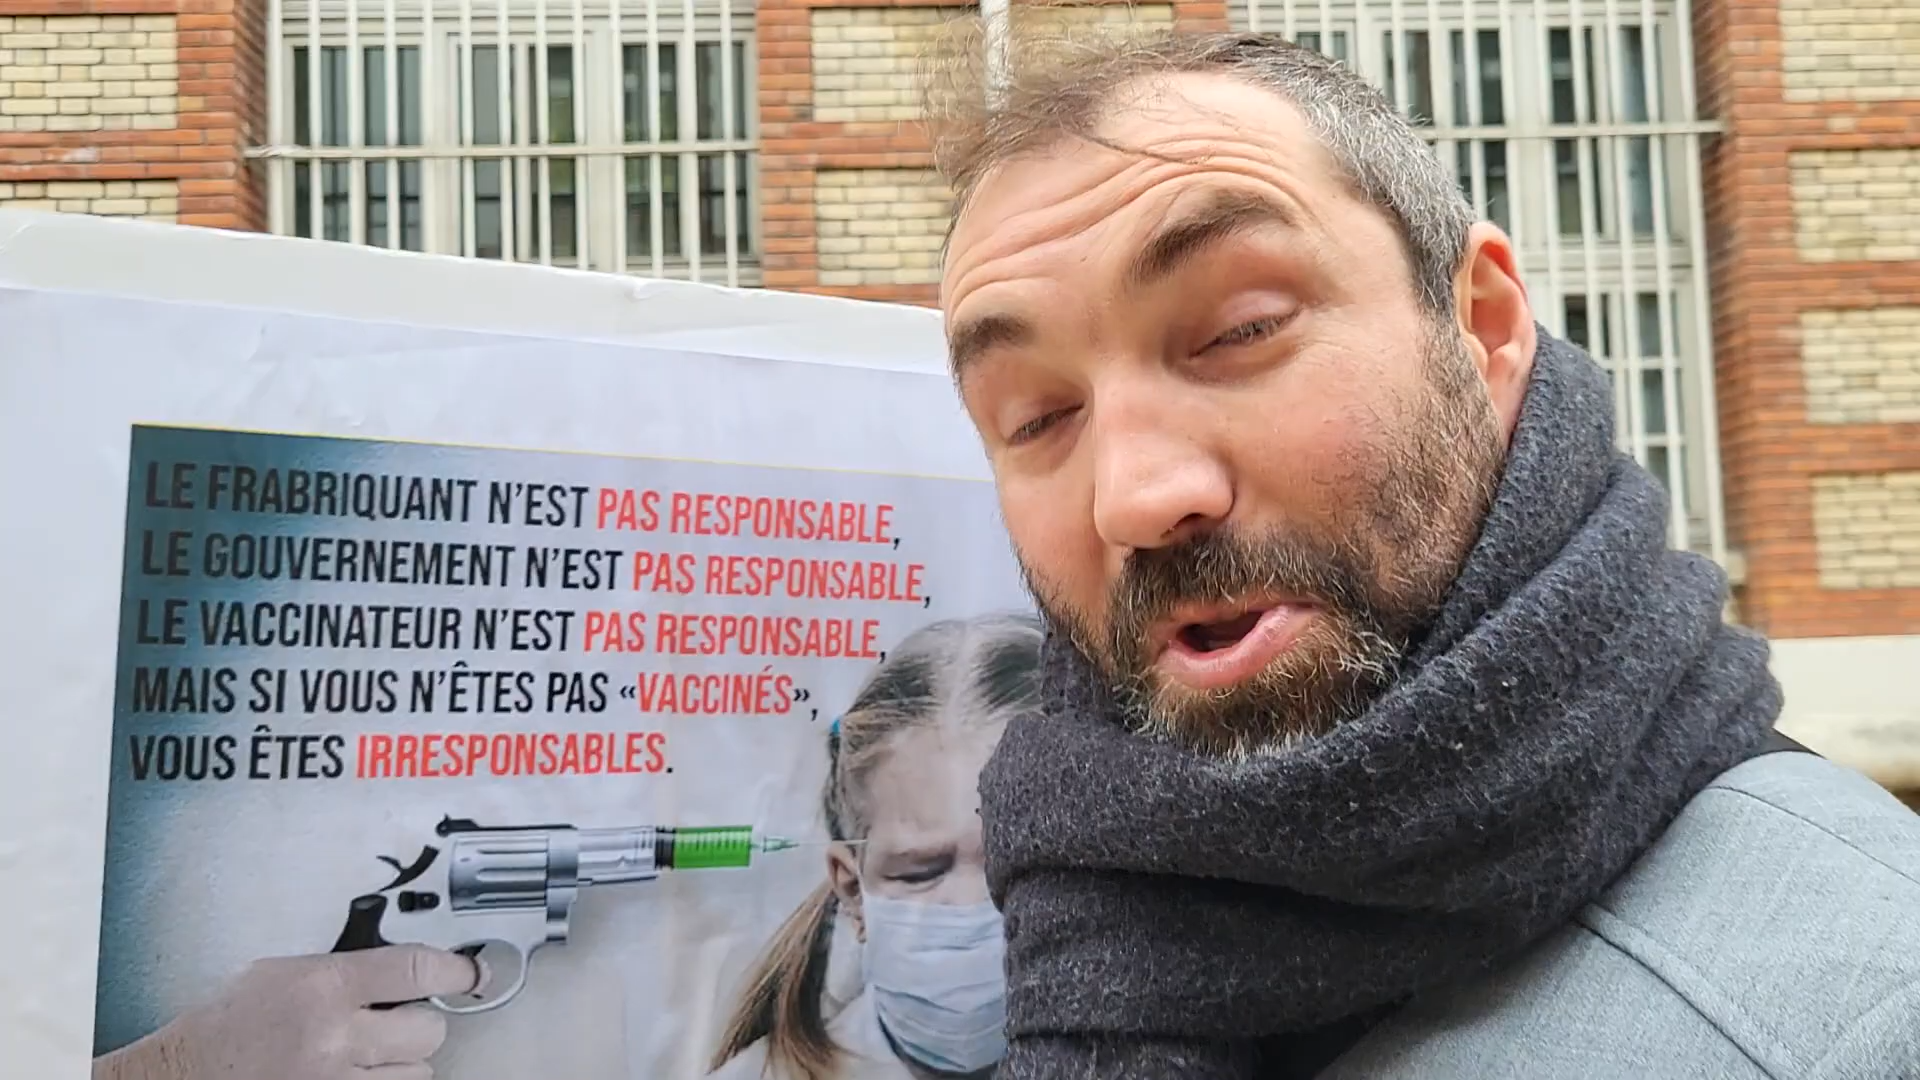 LE FRABRIQUANT N'EST PAS RESPONSABLE,
LE GOUVERNEMENT N'EST PAS RESPONSABLE,
LE VACCINATEUR N'EST PAS RESPONSABLE,
MAIS SI VOUS N'ÊTES PAS «VACCINÉS»,
VOUS ÊTES IRRESPONSABLES.